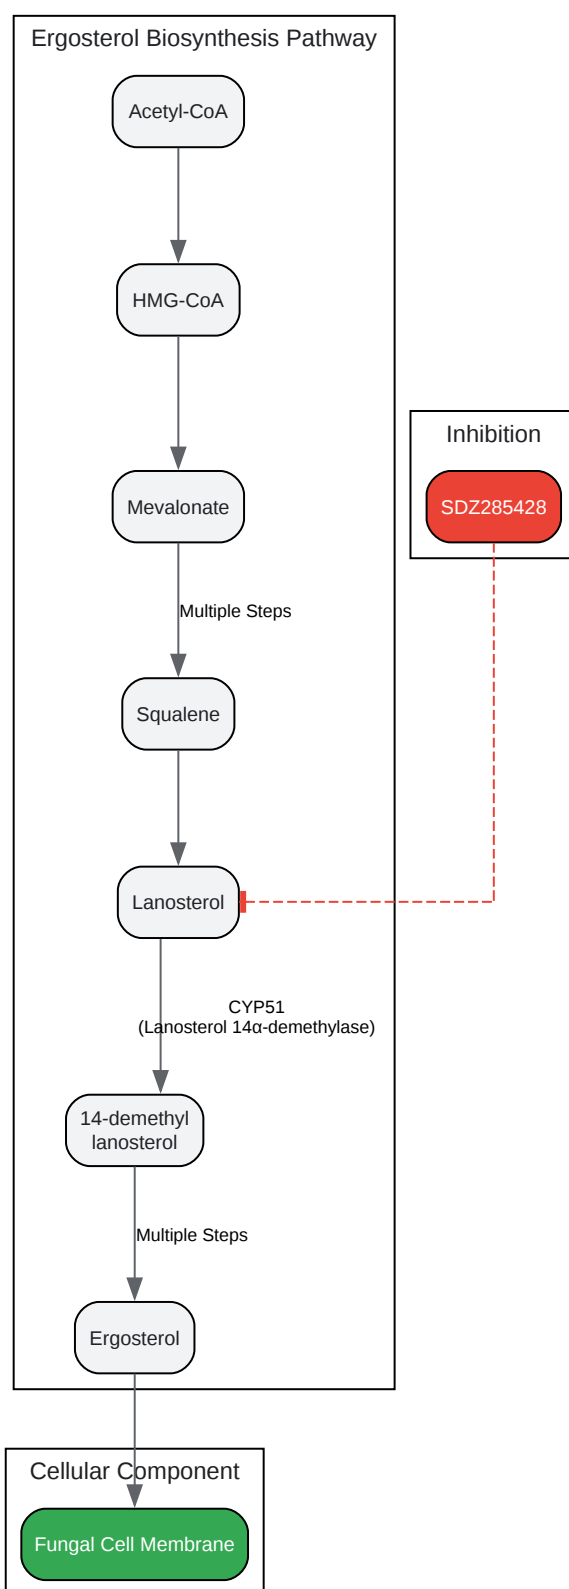 Ergosterol Biosynthesis Pathway
Acetyl-CoA
HMG-CoA
Inhibition
SDZ285428
Mevalonate
Multiple Steps
Squalene
Lanosterol
CYP51
(Lanosterol 14α-demethylase)
14-demethyl
lanosterol
Multiple Steps
Ergosterol
Cellular Component
Fungal Cell Membrane